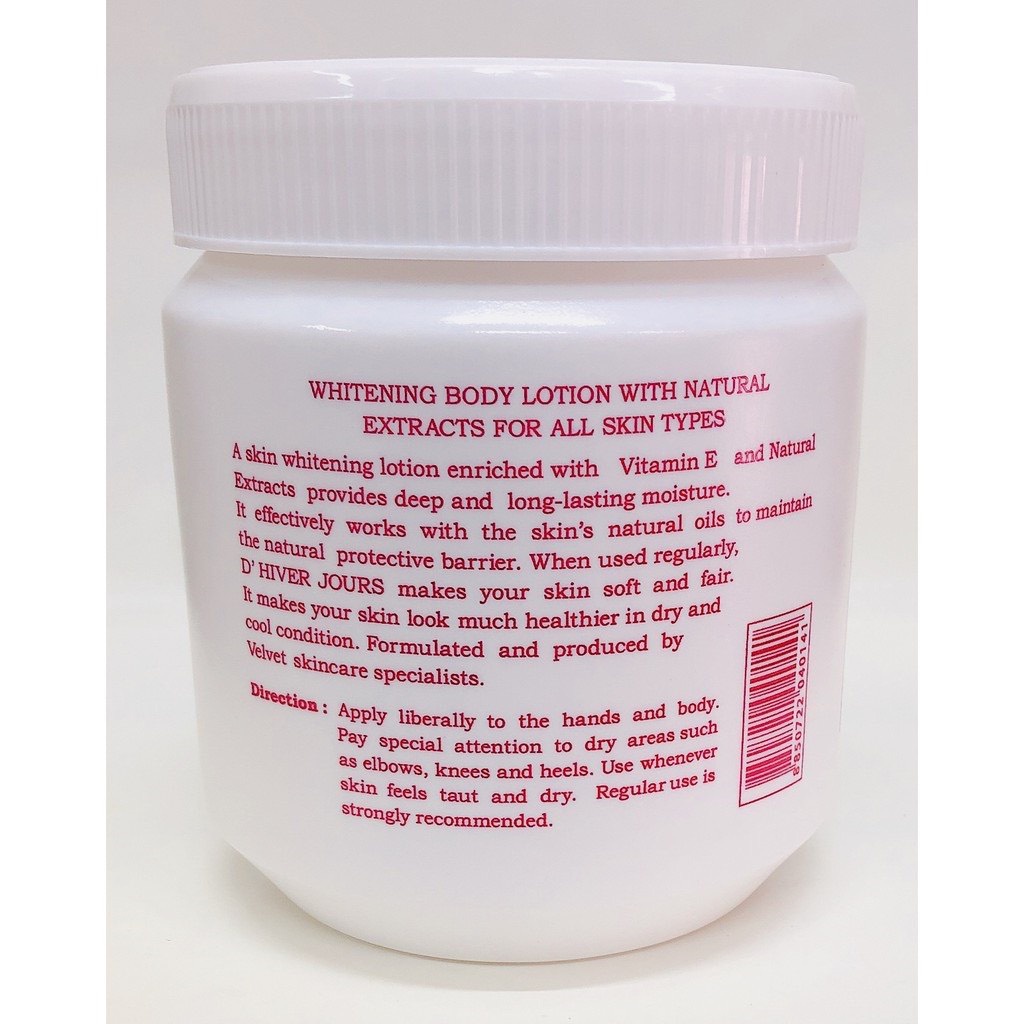 WHITENING BODY LOTION WITH NATURAL
EXTRACTS FOR ALL SKIN TYPES
A skin whitening lotion enriched with Vitamin E and Natural
Extracts provides deep and long-lasting moisture.
It effectively works with the skin's natural oils to maintain
the natural protective barrier. When used regularly,
D' HIVER JOURS makes your skin soft and fair.
It makes your skin look much healthier in dry and
cool condition. Formulated and produced by
Velvet skincare specialists.
Direction : Apply liberally to the hands and body.
Pay special attention to dry areas such
as elbows, knees and heels. Use whenever
skin feels taut and dry. Regular use is
strongly recommended.
8 850722 040141